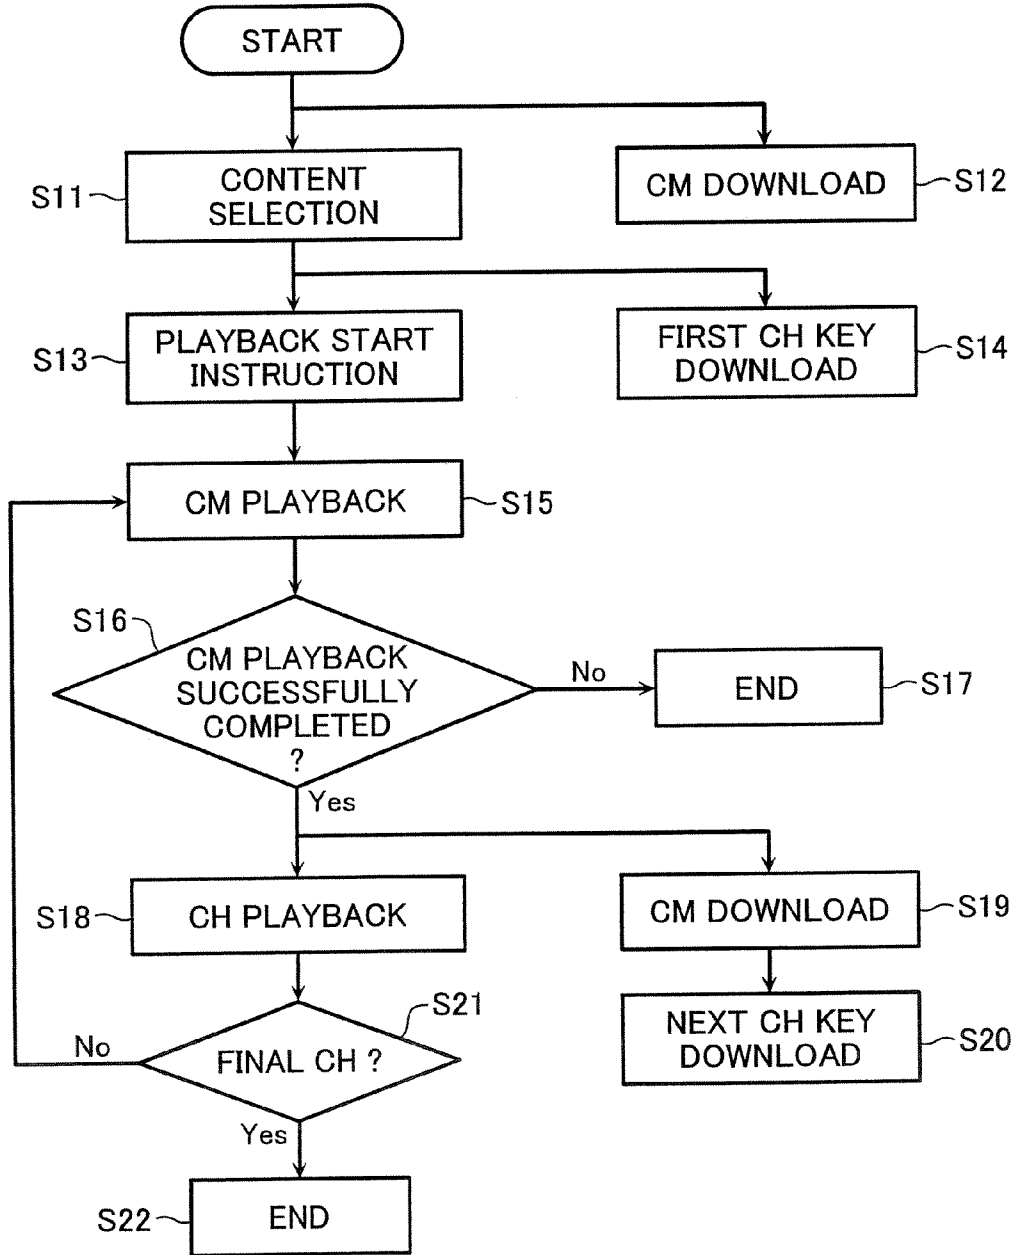 START
S11
CONTENT
SELECTION
CM DOWNLOAD
S12
S13
PLAYBACK START
INSTRUCTION
FIRST CH KEY
DOWNLOAD
S14
CM PLAYBACK
S15
S16
CM PLAYBACK
SUCCESSFULLY
COMPLETED
?
No
END
S17
Yes
S18
CH PLAYBACK
CM DOWNLOAD
S19
S21
No
FINAL CH ?
NEXT CH KEY
DOWNLOAD
S20
Yes
S22
END